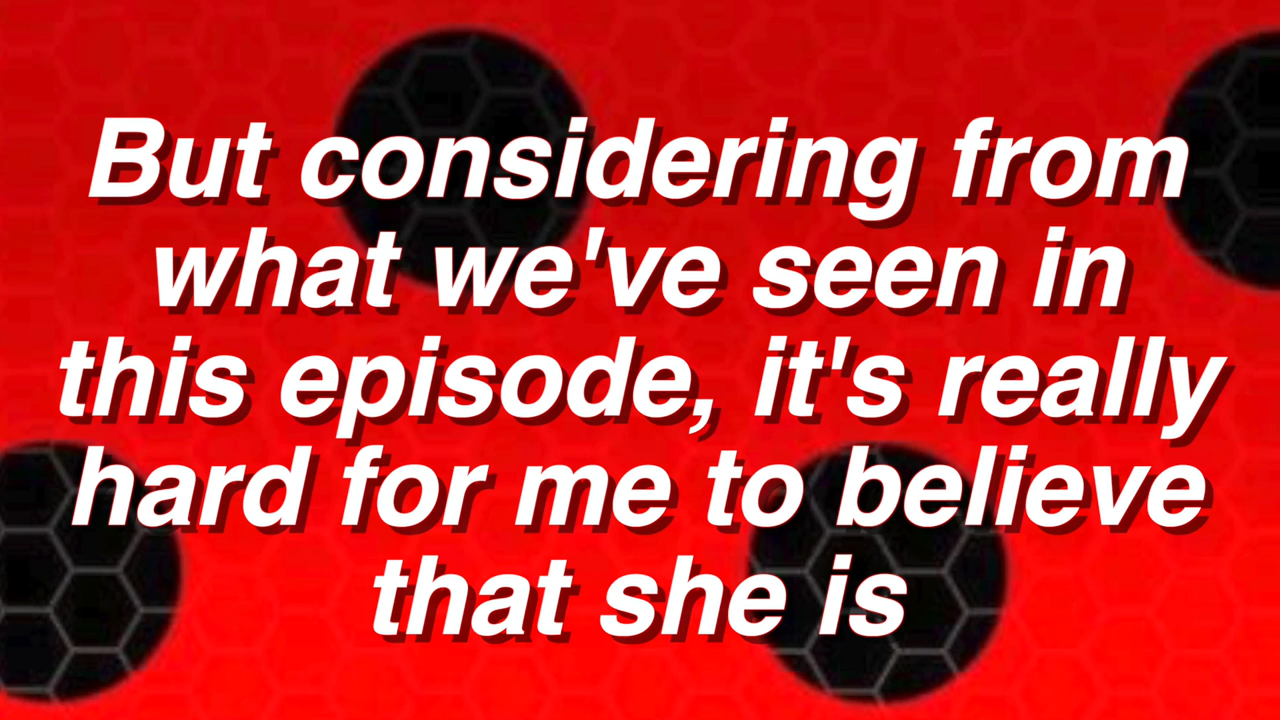 But considering from
what we've seen in
this episode, it's really
hard for me to believe
that she is